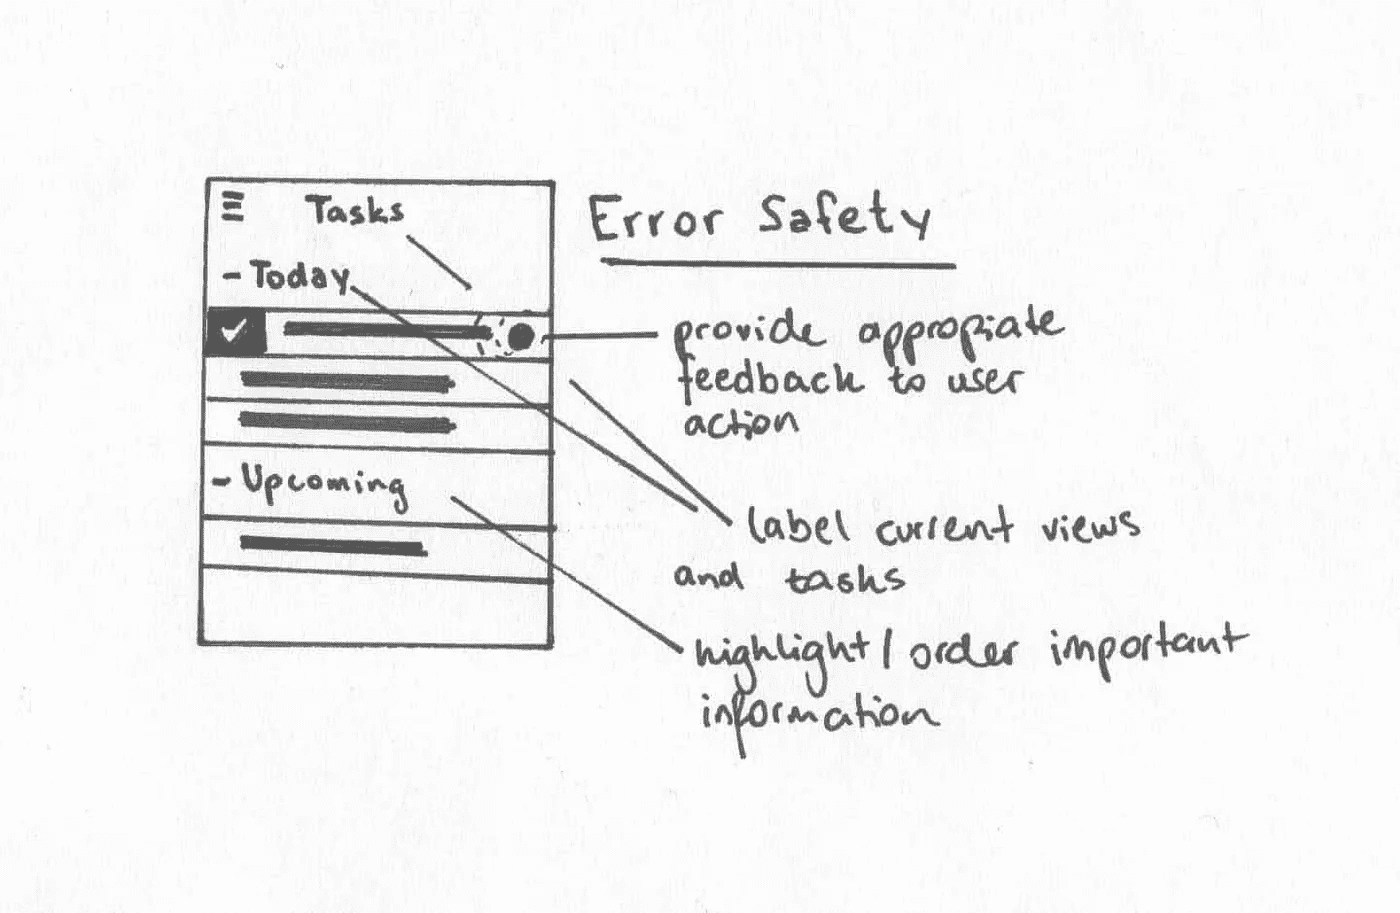 Tasks
- Today
- Upcoming
Error Safety
provide appropiate
feedback to user
action
label current views
and tasks
highlight / order important
information